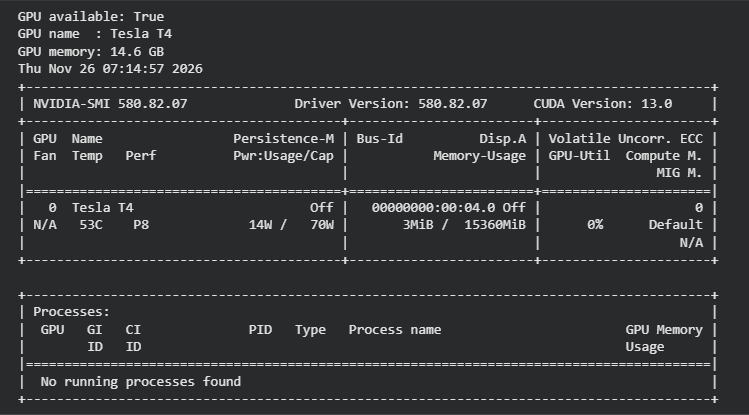 GPU available: True
GPU name  : Tesla T4
GPU memory: 14.6 GB
Thu Nov 26 07:14:57 2026
+-----------------------------------------------------------------------------------------+
| NVIDIA-SMI 580.82.07              Driver Version: 580.82.07      CUDA Version: 13.0     |
+-----------------------------------------+------------------------+----------------------+
| GPU  Name                 Persistence-M | Bus-Id          Disp.A | Volatile Uncorr. ECC |
| Fan  Temp   Perf          Pwr:Usage/Cap |           Memory-Usage | GPU-Util  Compute M. |
|                                         |                        |               MIG M. |
|=========================================+========================+======================|
|   0  Tesla T4                       Off |   00000000:00:04.0 Off |                    0 |
| N/A   53C    P8             14W /   70W |       3MiB /  15360MiB |      0%      Default |
|                                         |                        |                  N/A |
+-----------------------------------------+------------------------+----------------------+
+-----------------------------------------------------------------------------------------+
| Processes:                                                                              |
|  GPU   GI   CI              PID   Type   Process name                        GPU Memory |
|        ID   ID                                                               Usage      |
|=========================================================================================|
|  No running processes found                                                             |
+-----------------------------------------------------------------------------------------+